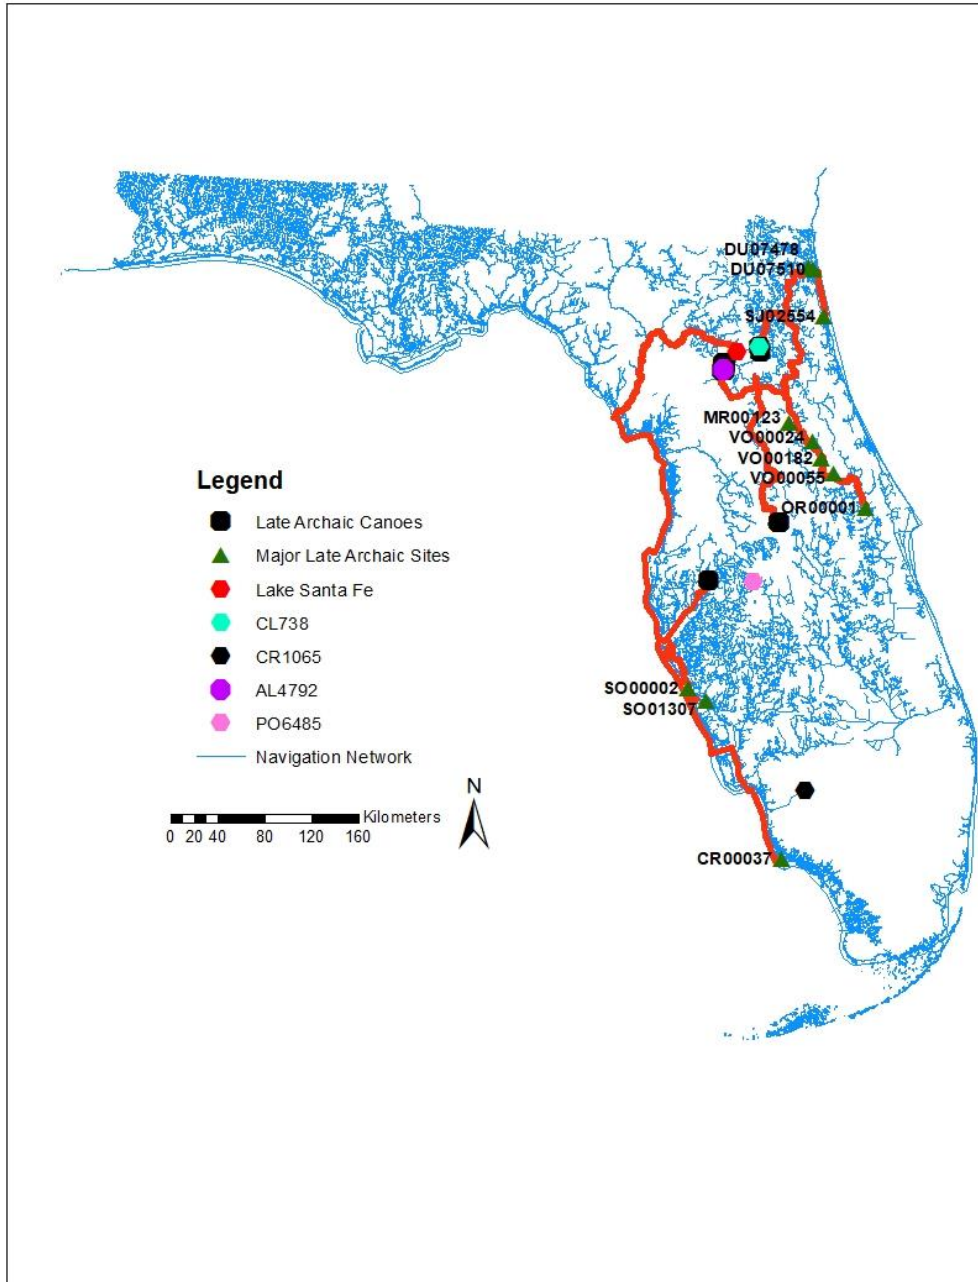 DU07478
DU07510
SJ02554
MR00123
VO00024
VO00182
VO00055
OR00001
Legend
Late Archaic Canoes
Major Late Archaic Sites
Lake Santa Fe
CL738
CR1065
AL4792
PO6485
Navigation Network
SO00002
SO01307
N
Kilometers
0 20 40 80 120 160
CR00037